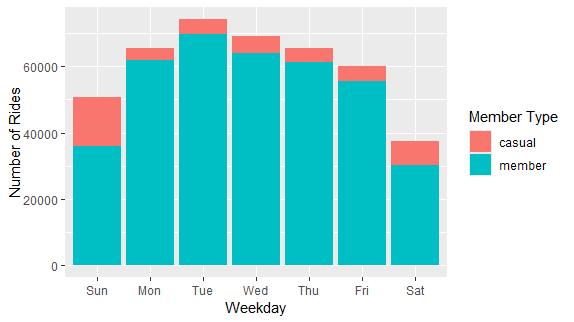 Number of Rides
60000
40000
20000
0
Sun Mon Tue Wed Thu Fri Sat
Weekday
Member Type
casual
member